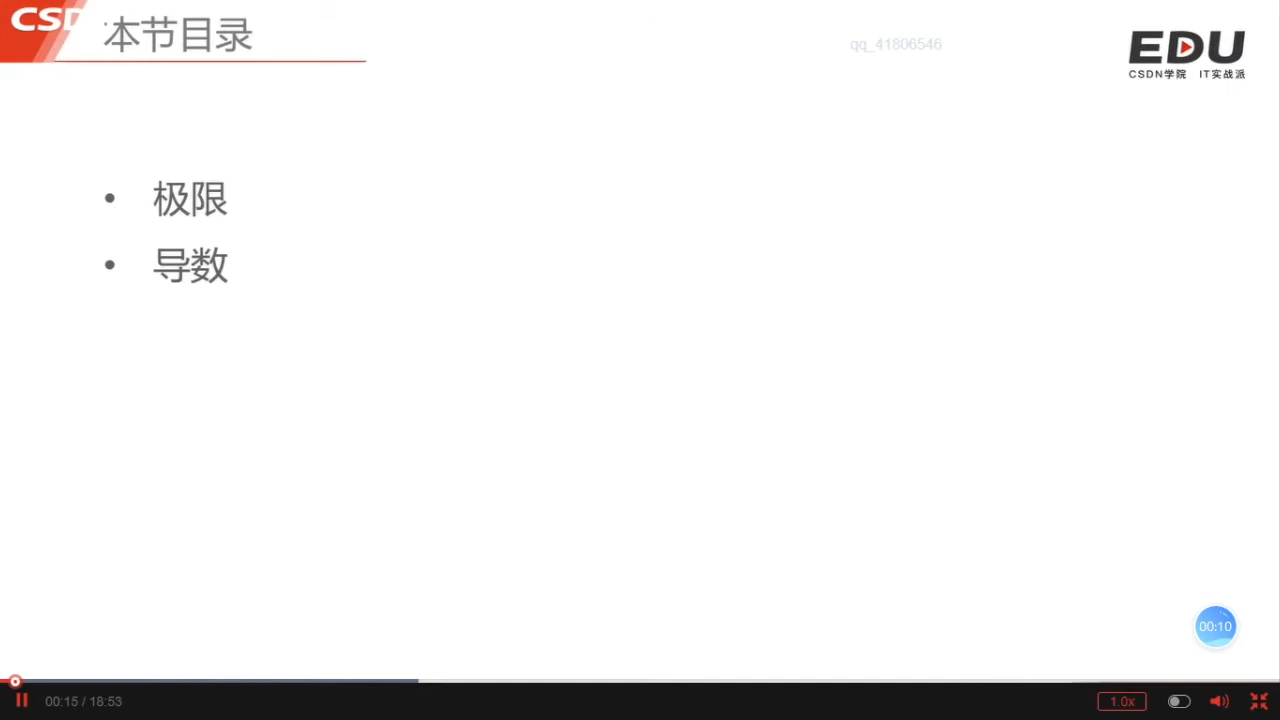 CSD
本节目录
qq_41806546
EDU
CSDN学院 IT实战派
• 极限
• 导数
00:10
00:15 / 18:53
1.0x